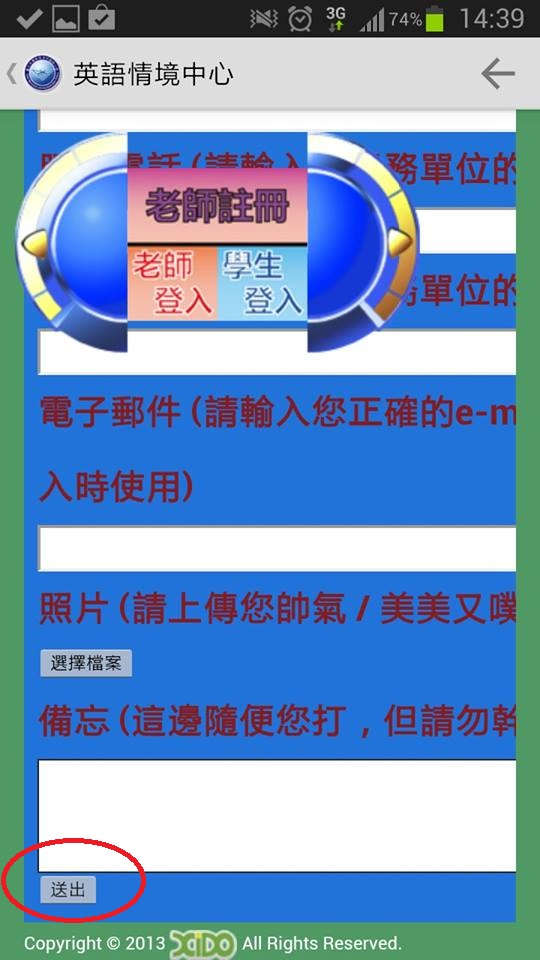 3G
74%
14:39
英語情境中心
電話(請輸入
務單位的
老師註冊
老師 學生
登入 登入
務單位的
電子郵件(請輸入您正確的e-m
入時使用)
照片(請上傳您帥氣 / 美美又噗
選擇檔案
備忘(這邊隨便您打,但請勿幹
送出
Copyright © 2013 XIDO All Rights Reserved.